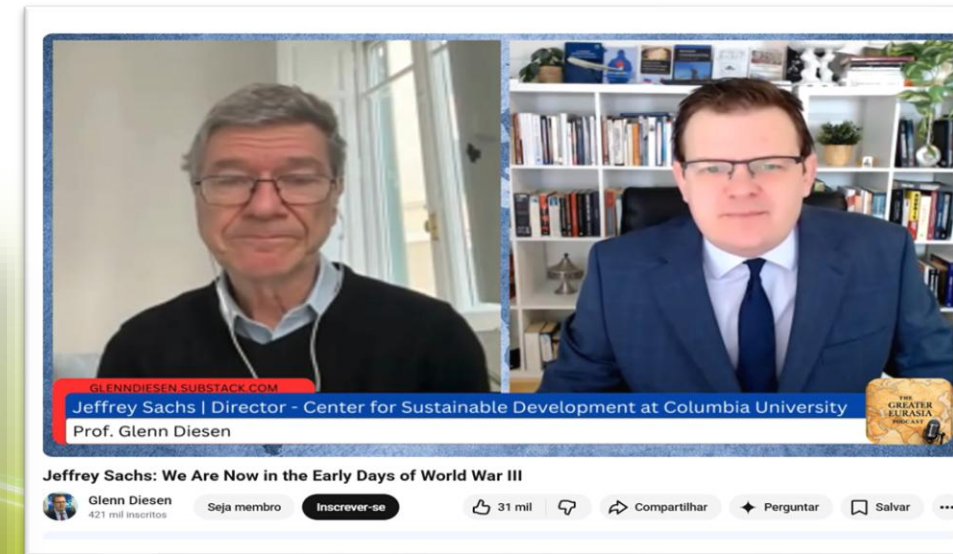 GLENNDIESEN.SUBSTACK.COM
Jeffrey Sachs | Director - Center for Sustainable Development at Columbia University
Prof. Glenn Diesen
THE
GREATER
EURASIA
PODCAST
Jeffrey Sachs: We Are Now in the Early Days of World War III
Glenn Diesen
421 mil inscritos
Seja membro
Inscrever-se
31 mil
Compartilhar
Perguntar
Salvar